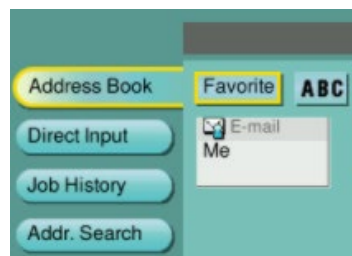 Address Book
Favorite
ABC
E-mail
Me
Direct Input
Job History
Addr. Search